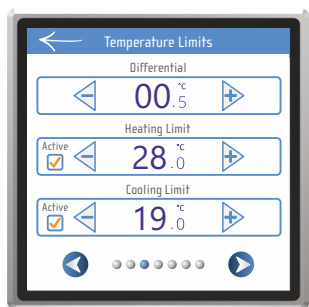 Temperature Limits
Differential
00.5 °C
Heating Limit
Active
28.0 °C
Cooling Limit
Active
19.0 °C